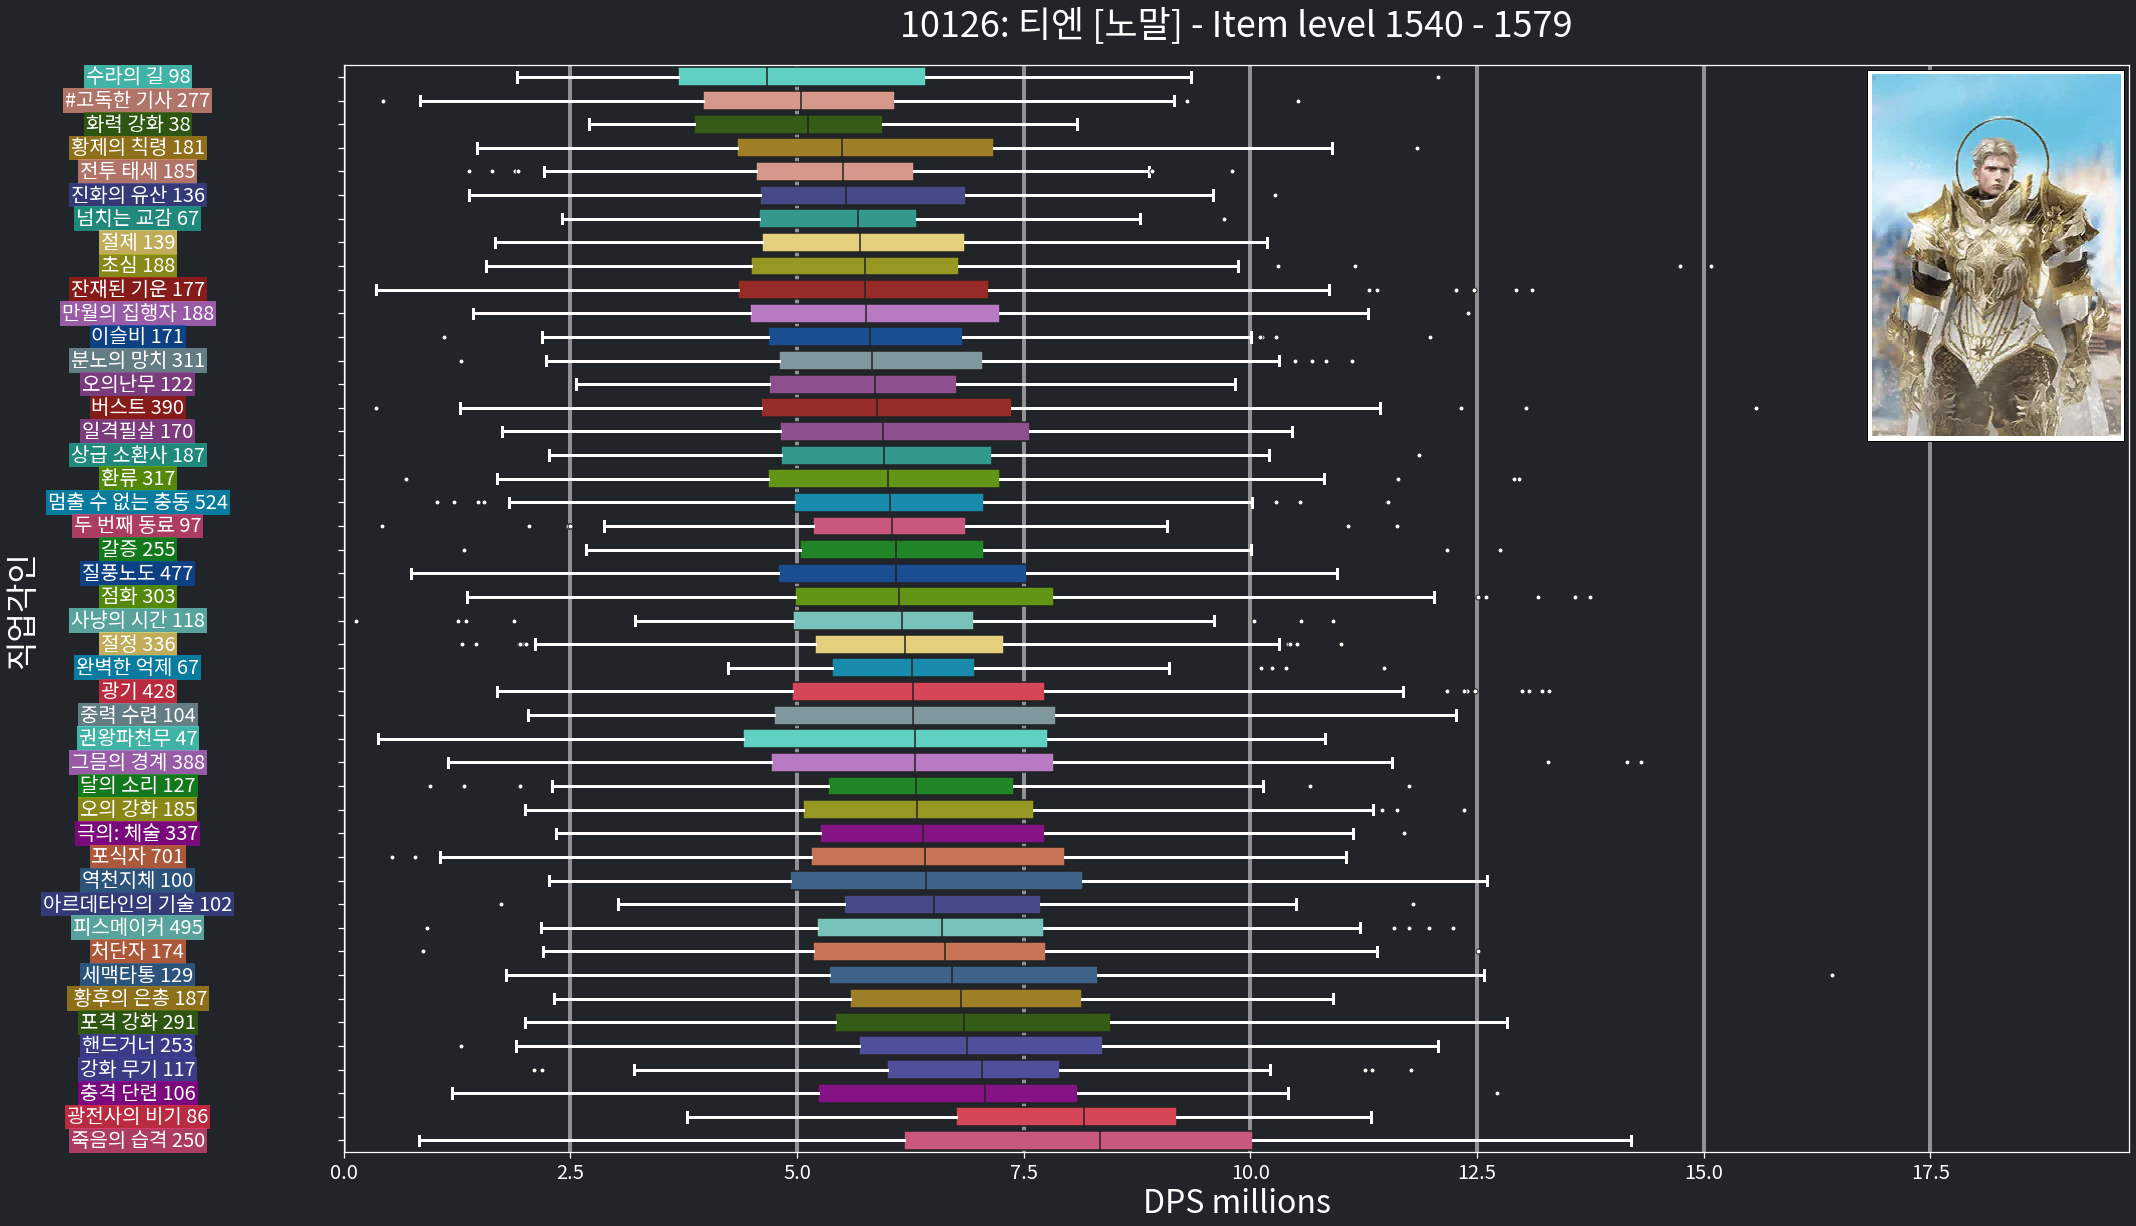 10126: 티엔 [노말] - Item level 1540 - 1579
수라의 길 98
#고독한 기사 277
화력 강화 38
황제의 칙령 181
전투 태세 185
진화의 유산 136
넘치는 교감 67
절제 139
초심 188
잔재된 기운 177
만월의 집행자 188
이슬비 171
분노의 망치 311
오의난무 122
버스트 390
일격필살 170
상급 소환사 187
환류 317
멈출 수 없는 충동 524
두 번째 동료 97
갈증 255
질풍노도 477
점화 303
사냥의 시간 118
절정 336
완벽한 억제 67
광기 428
중력 수련 104
권왕파천무 47
그믐의 경계 388
달의 소리 127
오의 강화 185
극의: 체술 337
포식자 701
역천지체 100
아르데타인의 기술 102
피스메이커 495
처단자 174
세맥타통 129
황후의 은총 187
포격 강화 291
핸드거너 253
강화 무기 117
충격 단련 106
광전사의 비기 86
죽음의 습격 250
직업각인
0.0 2.5 5.0 7.5 10.0 12.5 15.0 17.5
DPS millions